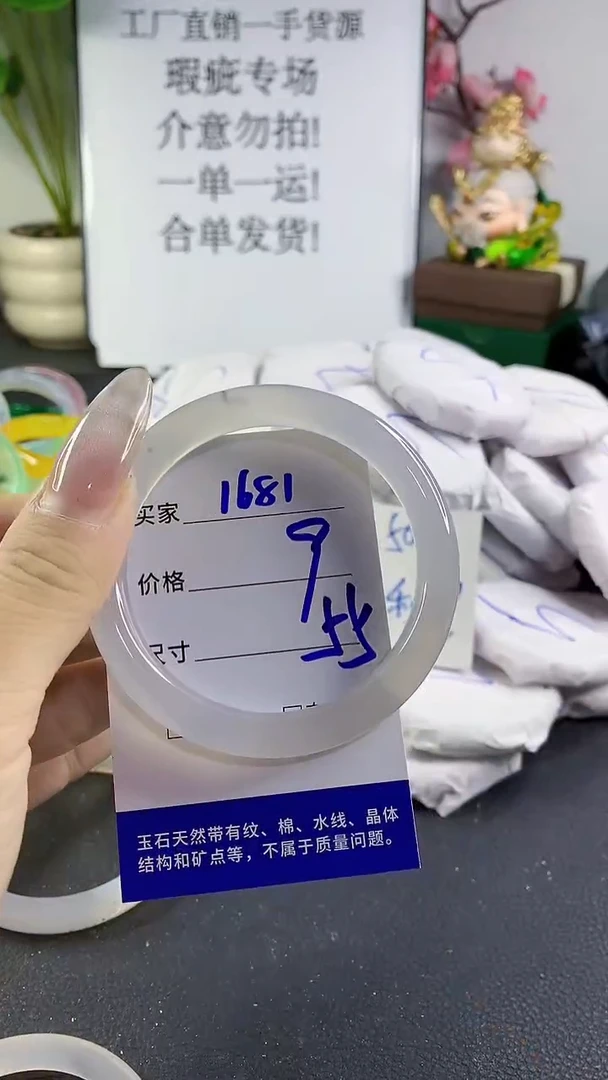 工厂直销一手货源
瑕疵专场
介意勿拍!
一单一运!
合单发货!
买家 1681
价格 9
尺寸 55
50
玉石天然带有纹、棉、水线、晶体
结构和矿点等，不属于质量问题。